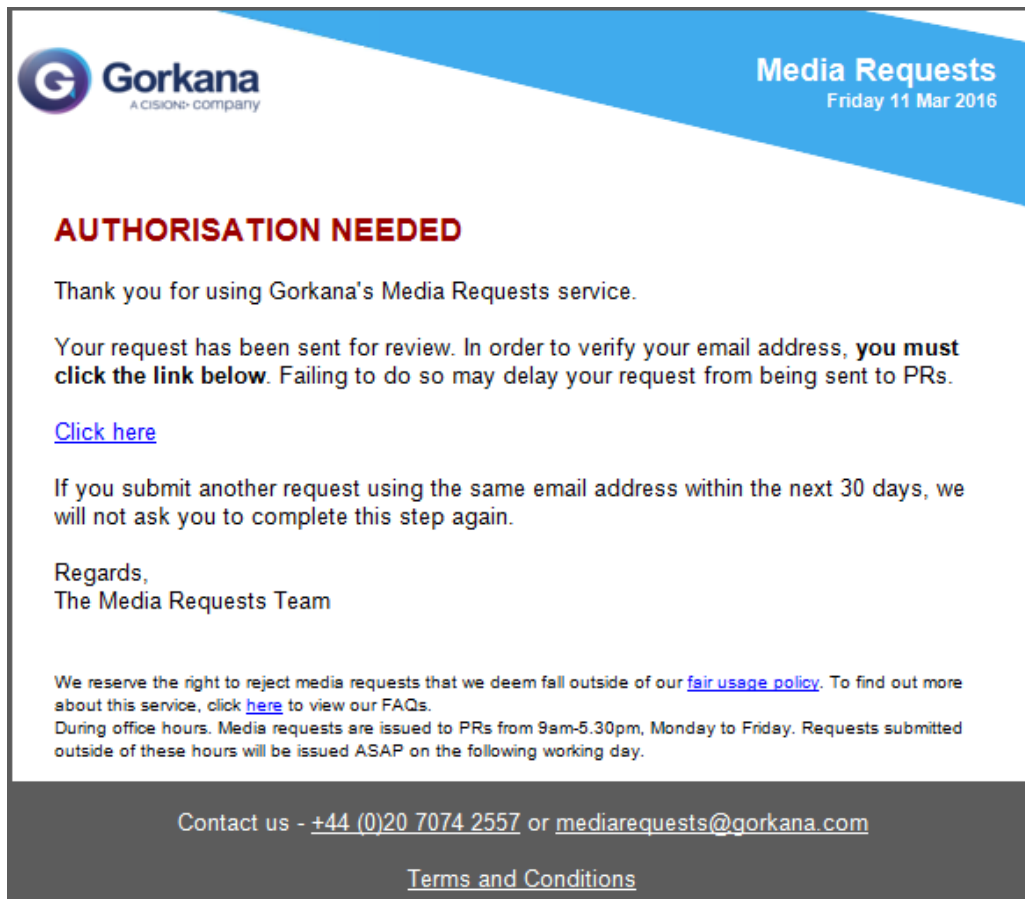 Gorkana
A CISION company
Media Requests
Friday 11 Mar 2016
AUTHORISATION NEEDED
Thank you for using Gorkana's Media Requests service.
Your request has been sent for review. In order to verify your email address, you must
click the link below. Failing to do so may delay your request from being sent to PRs.
Click here
If you submit another request using the same email address within the next 30 days, we
will not ask you to complete this step again.
Regards,
The Media Requests Team
We reserve the right to reject media requests that we deem fall outside of our fair usage policy. To find out more
about this service, click here to view our FAQs.
During office hours. Media requests are issued to PRs from 9am-5.30pm, Monday to Friday. Requests submitted
outside of these hours will be issued ASAP on the following working day.
Contact us - +44 (0)20 7074 2557 or mediarequests@gorkana.com
Terms and Conditions